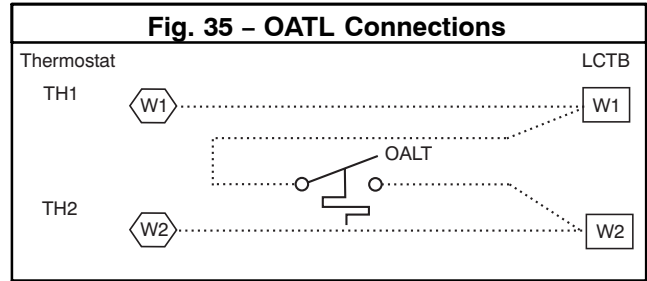 Fig. 35 – OATL Connections
Thermostat LCTB
TH1 W1 W1
OALT
TH2 W2 W2